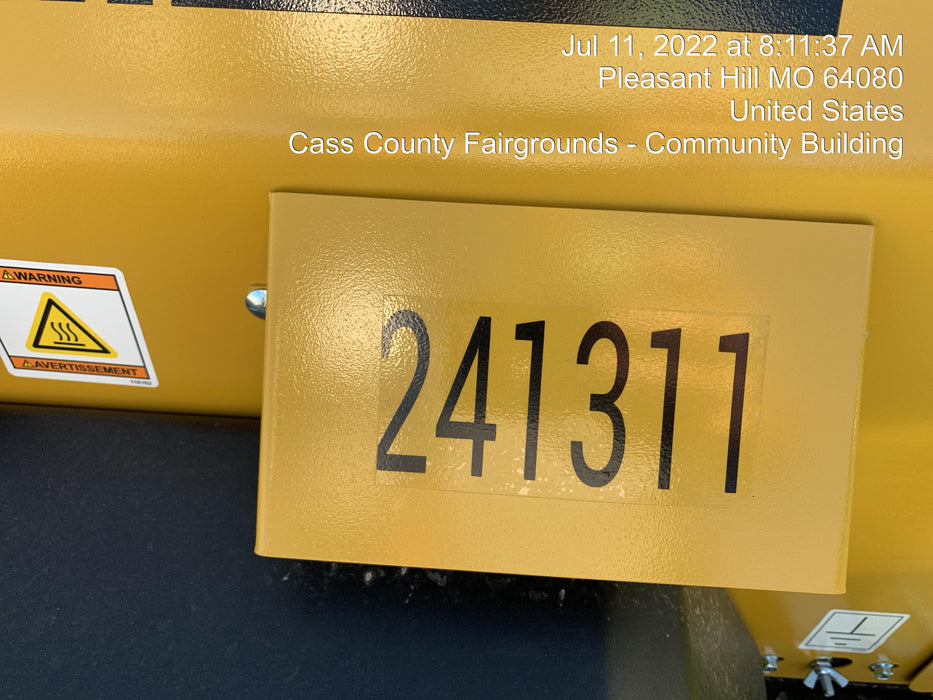 Jul 11, 2022 at 8:11:37 AM
Pleasant Hill MO 64080
United States
Cass County Fairgrounds - Community Building
WARNING
AVERTISSEMENT
241311